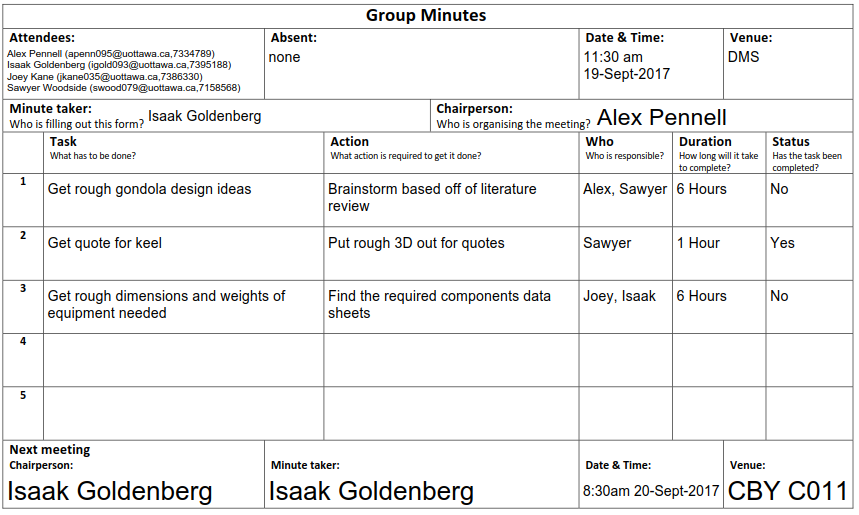 Group Minutes
Attendees:
Alex Pennell (apenn095@uottawa.ca,7334789)
Isaak Goldenberg (igold093@uottawa.ca,7395188)
Joey Kane (jkane035@uottawa.ca,7386330)
Sawyer Woodside (swood079@uottawa.ca,7158568)
Absent:
none
Date & Time:
11:30 am
19-Sept-2017
Venue:
DMS
Minute taker:
Who is filling out this form? Isaak Goldenberg
Chairperson:
Who is organising the meeting? Alex Pennell
Task
What has to be done?
Action
What action is required to get it done?
Who
Who is responsible?
Duration
How long will it take
to complete?
Status
Has the task been
completed?
1
Get rough gondola design ideas
Brainstorm based off of literature
review
Alex, Sawyer
6 Hours
No
2
Get quote for keel
Put rough 3D out for quotes
Sawyer
1 Hour
Yes
3
Get rough dimensions and weights of
equipment needed
Find the required components data
sheets
Joey, Isaak
6 Hours
No
4
5
Next meeting
Chairperson:
Isaak Goldenberg
Minute taker:
Isaak Goldenberg
Date & Time:
8:30am 20-Sept-2017
Venue:
CBY C011